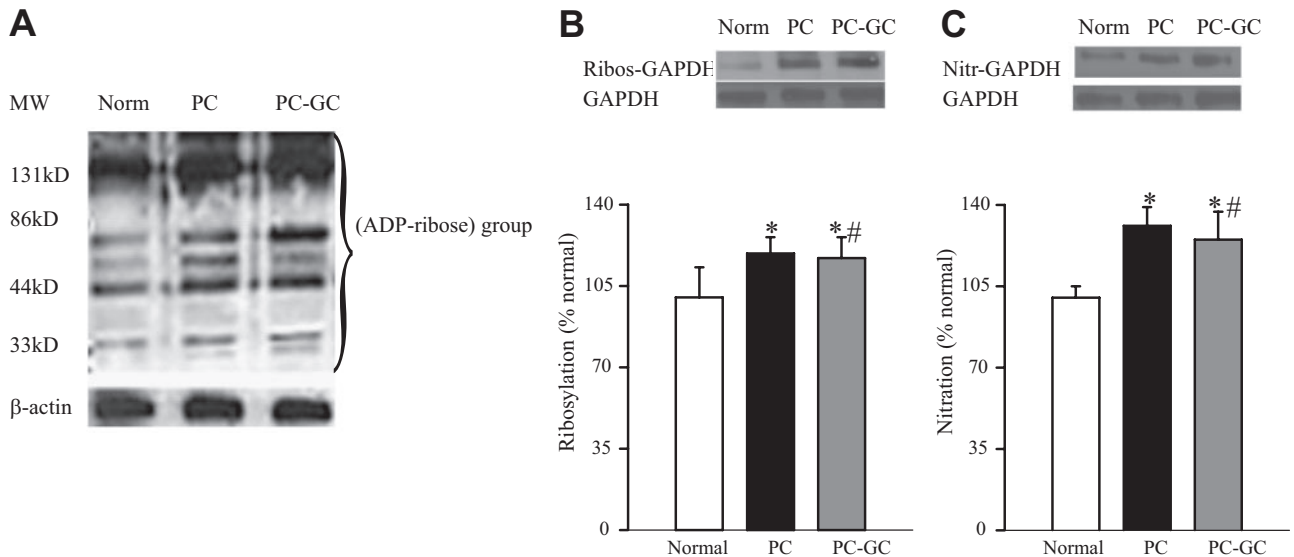 A
MW Norm PC PC-GC
131kD
86kD
44kD
33kD
β-actin
(ADP-ribose) group
B
Norm PC PC-GC
Ribos-GAPDH
GAPDH
Ribosylation (% normal)
140
105
70
35
0
* *#
Normal PC PC-GC
C
Norm PC PC-GC
Nitr-GAPDH
GAPDH
Nitration (% normal)
140
105
70
35
0
* *#
Normal PC PC-GC